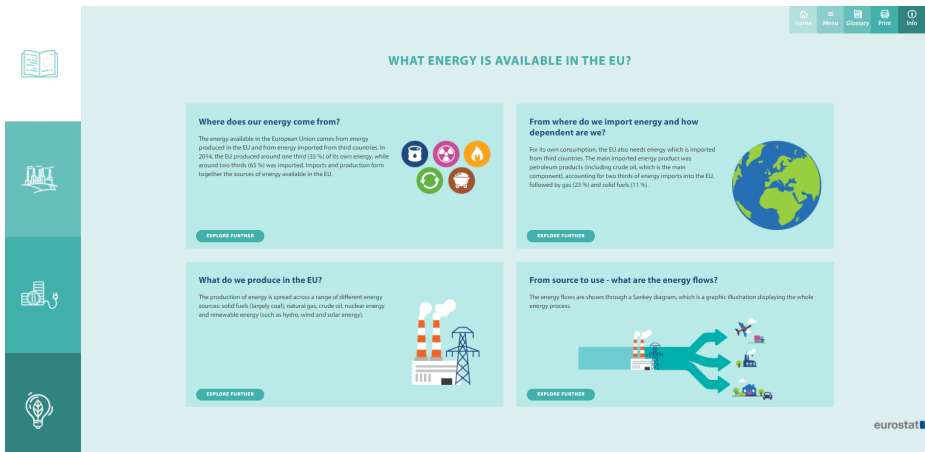 Home Menu Glossary Print Info
WHAT ENERGY IS AVAILABLE IN THE EU?
Where does our energy come from?
The energy available in the European Union comes from energy
produced in the EU and from energy imported from third countries. In
2014, the EU produced around one third (35 %) of its own energy, while
around two thirds (65 %) was imported. Imports and production form
together the sources of energy available in the EU.
EXPLORE FURTHER
From where do we import energy and how
dependent are we?
For its own consumption, the EU also needs energy which is imported
from third countries. The main imported energy product was
petroleum products (including crude oil, which is the main
component), accounting for two thirds of energy imports into the EU,
followed by gas (23 %) and solid fuels (11 %).
EXPLORE FURTHER
What do we produce in the EU?
The production of energy is spread across a range of different energy
sources: solid fuels (largely coal), natural gas, crude oil, nuclear energy
and renewable energy (such as hydro, wind and solar energy).
EXPLORE FURTHER
From source to use - what are the energy flows?
The energy flows are shown through a Sankey diagram, which is a graphic illustration displaying the whole
energy process.
EXPLORE FURTHER
eurostat